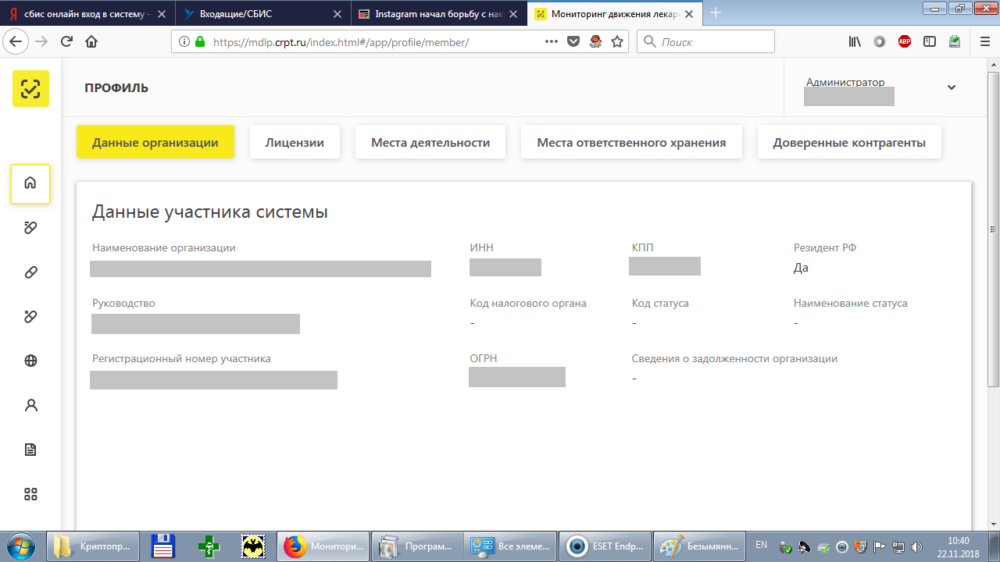 сбис онлайн вход в систему —
Входящие/СБИС
Instagram начал борьбу с нак
Мониторинг движения лекаре
https://mdlp.crpt.ru/index.html#/app/profile/member/
Поиск
ABP
ПРОФИЛЬ
Администратор
Данные организации
Лицензии
Места деятельности
Места ответственного хранения
Доверенные контрагенты
Данные участника системы
Наименование организации
ИНН
КПП
Резидент РФ
Да
Руководство
Код налогового органа
Код статуса
Наименование статуса
-
-
-
Регистрационный номер участника
ОГРН
Сведения о задолженности организации
-
Криптопр...
Монитори...
Програм...
Все элеме...
ESET Endp...
Безымянн...
EN
10:40
22.11.2018